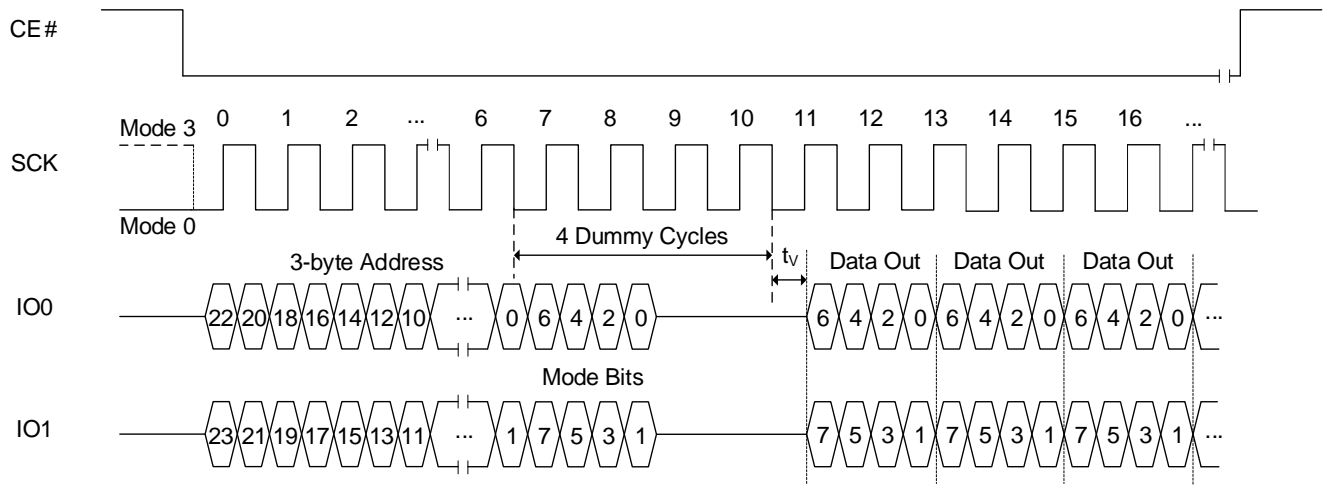 CE#
Mode 3
0 1 2 ... 6 7 8 9 10 11 12 13 14 15 16 ...
SCK
Mode 0
4 Dummy Cycles
3-byte Address
tV
Data Out
Data Out
Data Out
IO0
22 20 18 16 14 12 10 ... 0 6 4 2 0 6 4 2 0 6 4 2 0 6 4 2 0 ...
Mode Bits
IO1
23 21 19 17 15 13 11 ... 1 7 5 3 1 7 5 3 1 7 5 3 1 7 5 3 1 ...